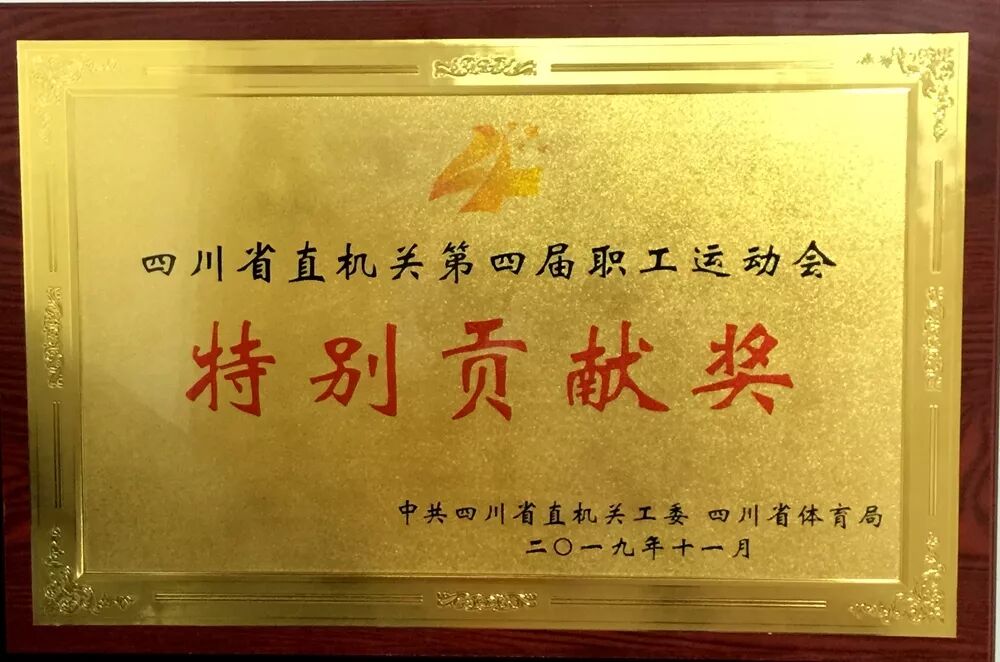 四川省直机关第四届职工运动会
特别贡献奖
中共四川省直机关工委 四川省体育局
二〇一九年十一月